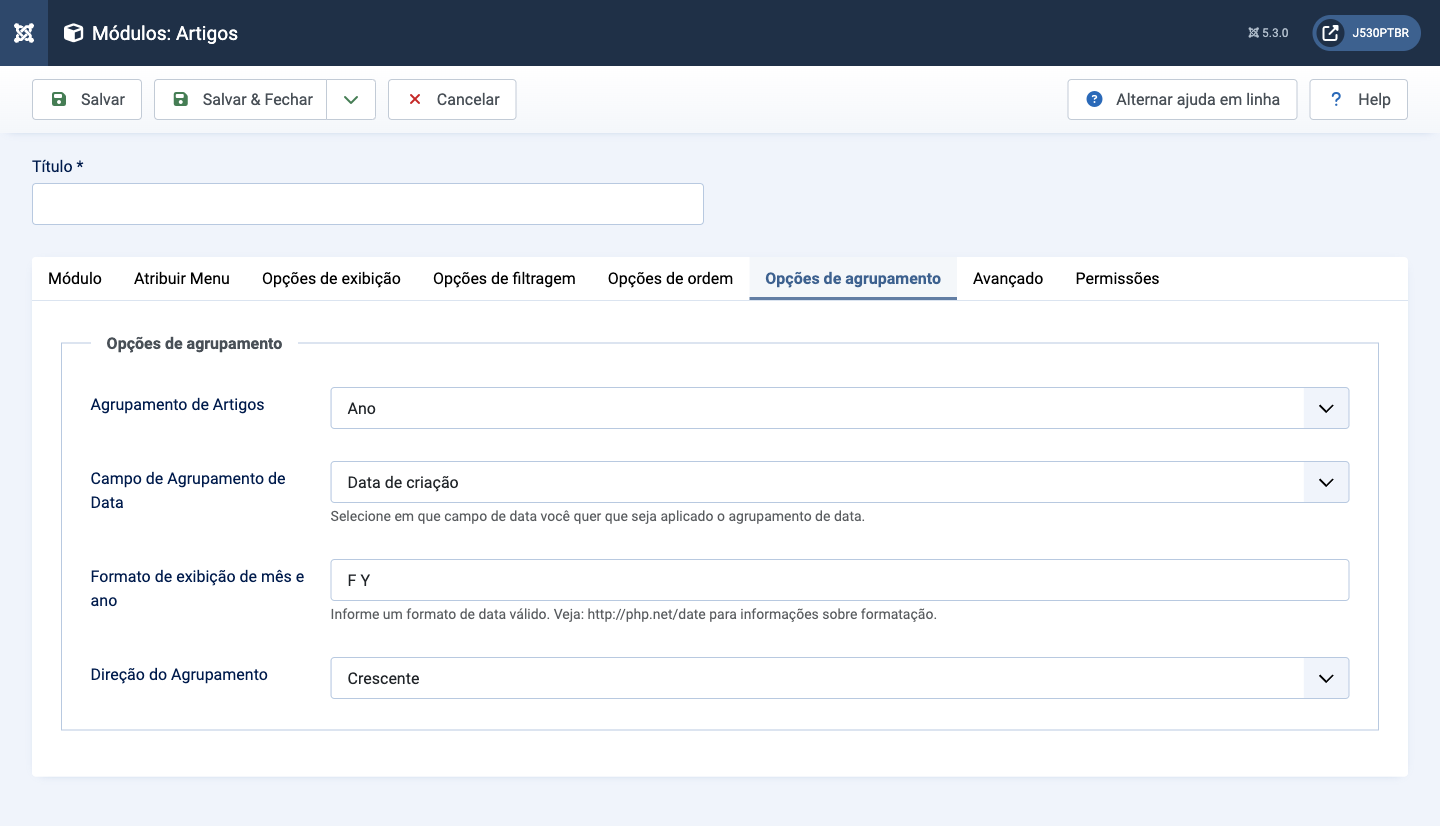 Módulos: Artigos
5.3.0
J530PTBR
Salvar
Salvar & Fechar
Cancelar
Alternar ajuda em linha
? Help
Título *
Módulo
Atribuir Menu
Opções de exibição
Opções de filtragem
Opções de ordem
Opções de agrupamento
Avançado
Permissões
Opções de agrupamento
Agrupamento de Artigos
Ano
Campo de Agrupamento de
Data
Data de criação
Selecione em que campo de data você quer que seja aplicado o agrupamento de data.
Formato de exibição de mês e
ano
F Y
Informe um formato de data válido. Veja: http://php.net/date para informações sobre formatação.
Direção do Agrupamento
Crescente